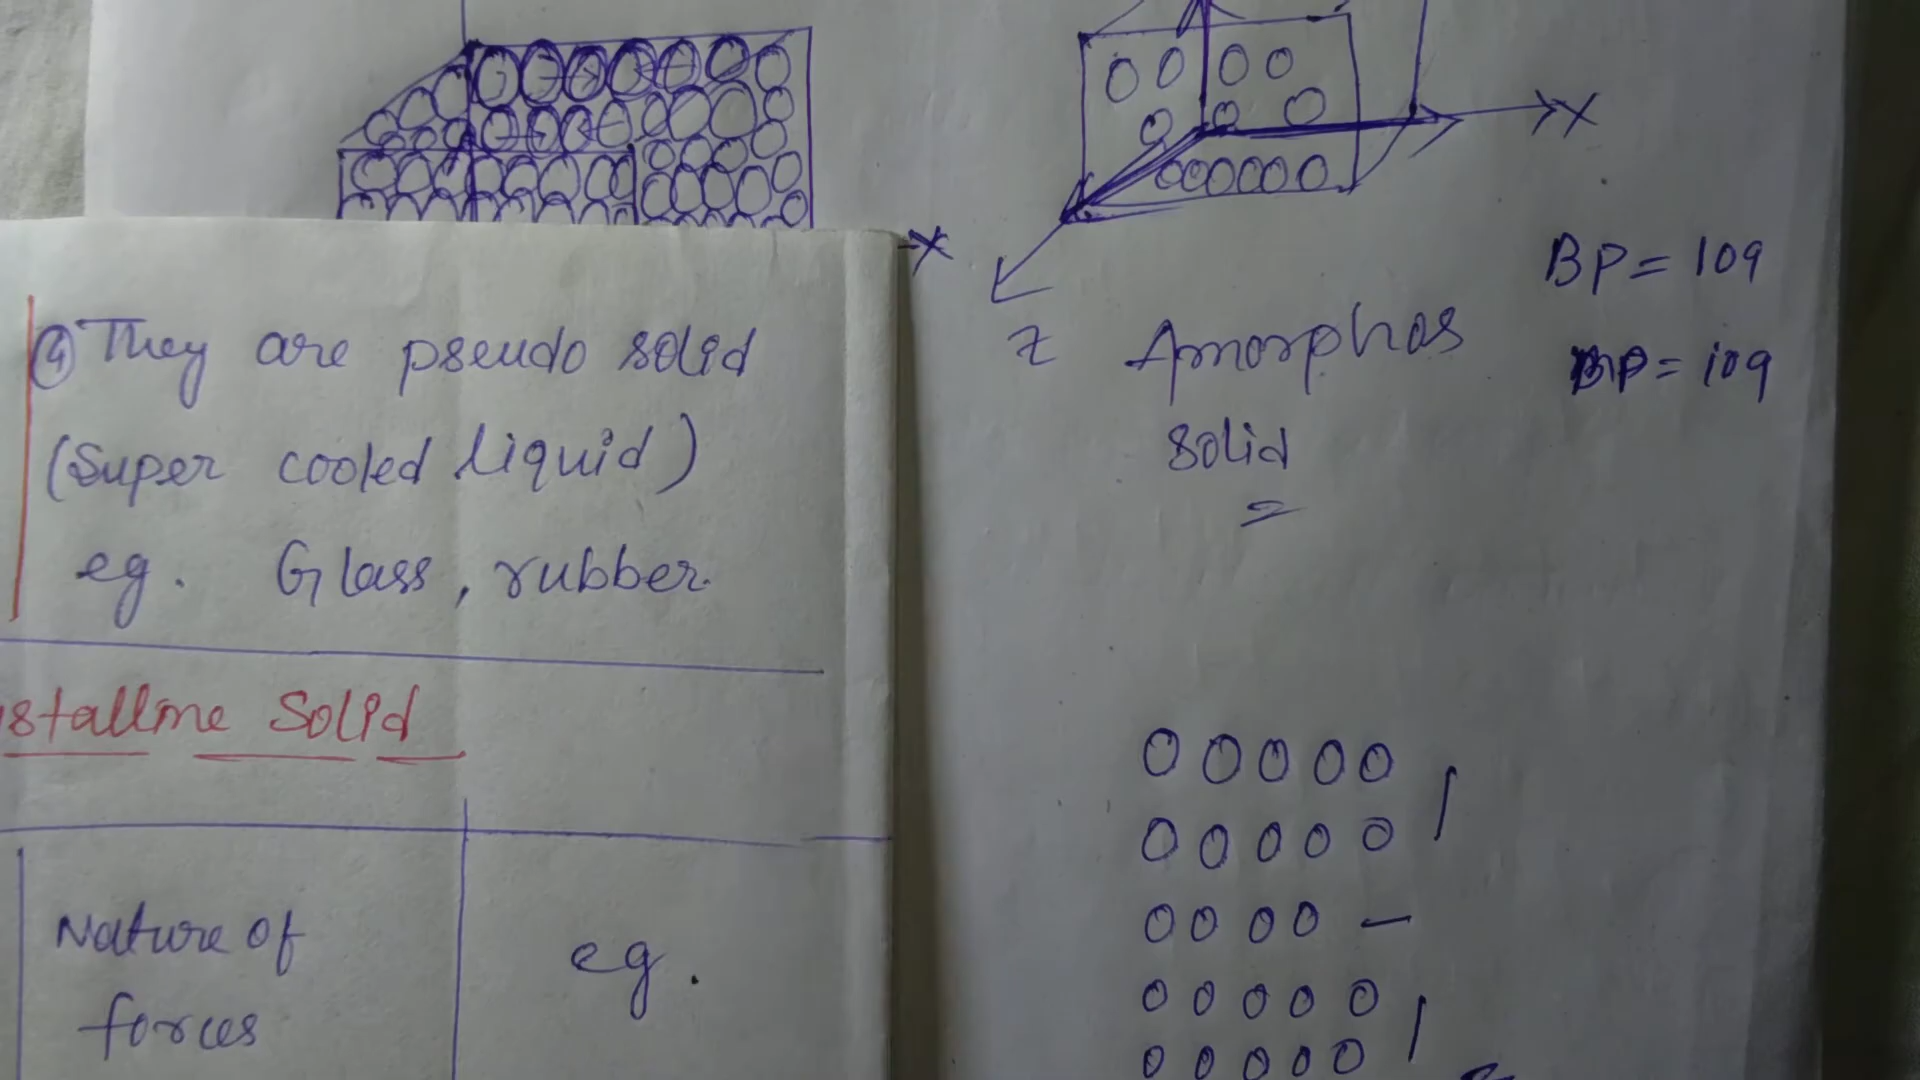 X
X
Z
Amorphos
solid
BP = 109
BP = 109
④ They are pseudo solid
(Super cooled liquid)
eg. Glass, rubber.
stalline Solid
Nature of
forces
eg.